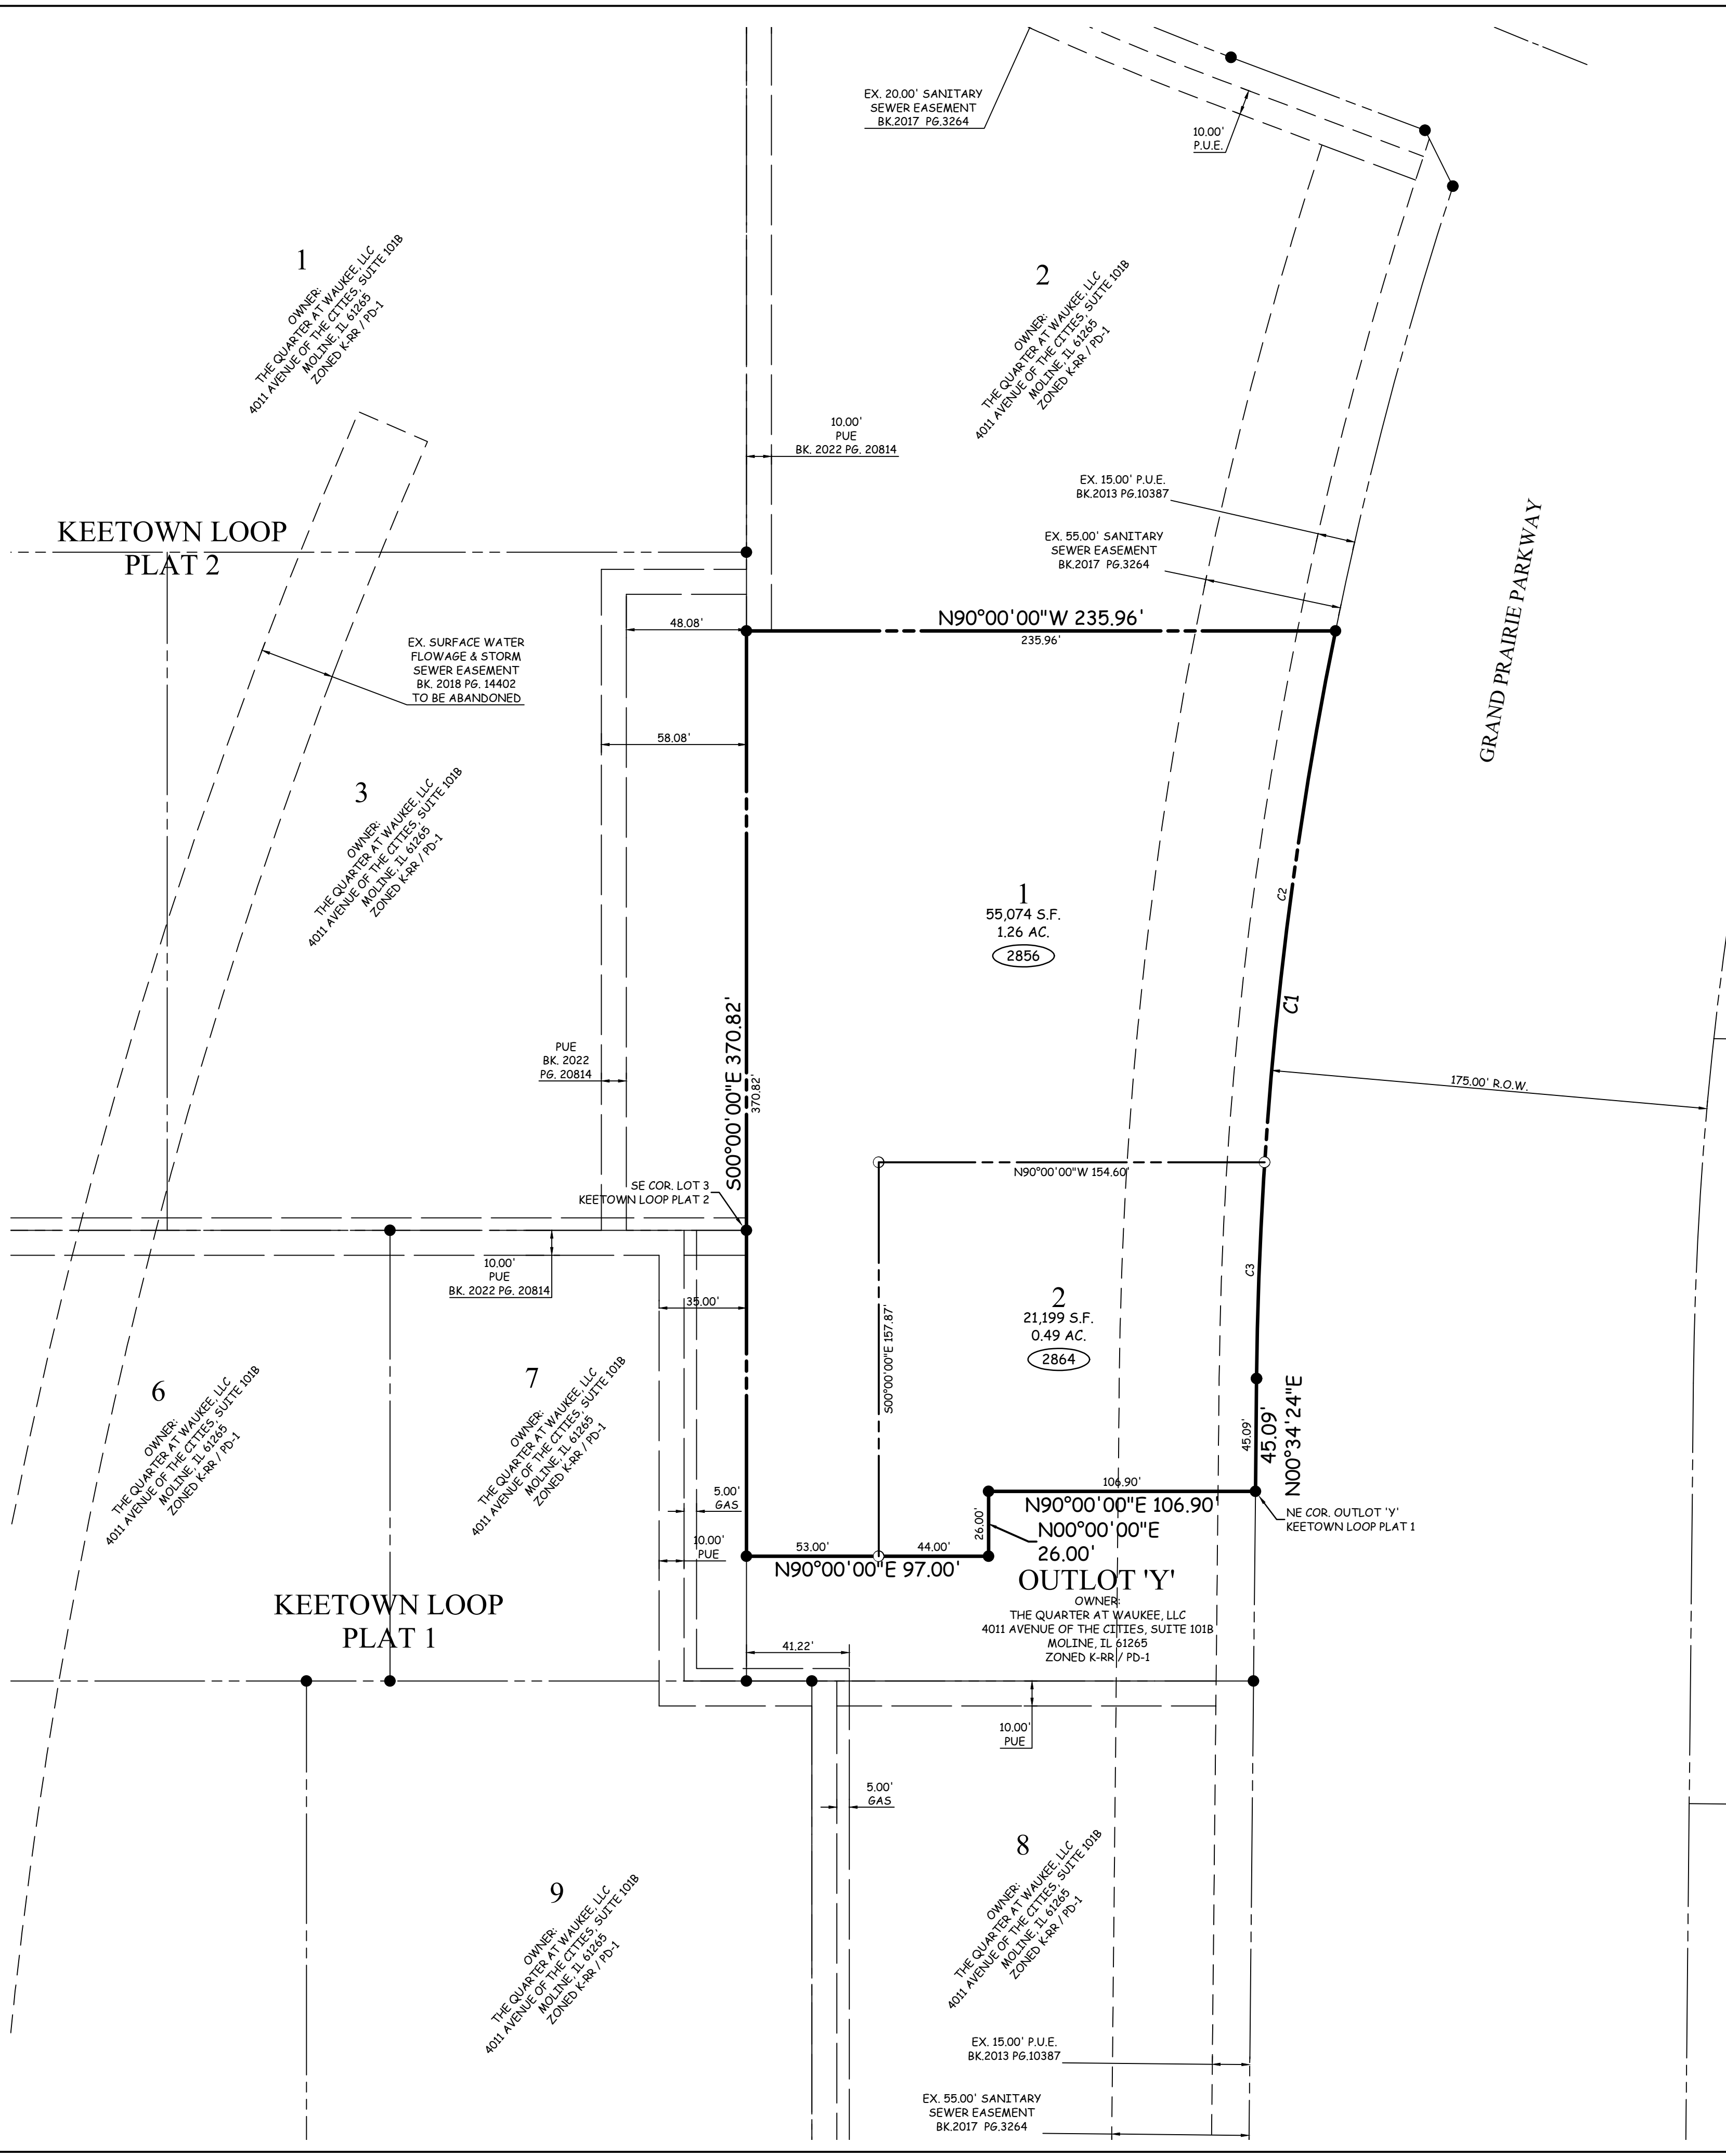 EX. 20.00' SANITARY
SEWER EASEMENT
BK.2017 PG.3264
10.00'
P.U.E.
1
OWNER:
THE QUARTER AT WAUKEE, LLC
4011 AVENUE OF THE CITIES, SUITE 101B
MOLINE, IL 61265
ZONED K-RR / PD-1
2
OWNER:
THE QUARTER AT WAUKEE, LLC
4011 AVENUE OF THE CITIES, SUITE 101B
MOLINE, IL 61265
ZONED K-RR / PD-1
10.00'
PUE
BK. 2022 PG. 20814
EX. 15.00' P.U.E.
BK.2013 PG.10387
EX. 55.00' SANITARY
SEWER EASEMENT
BK.2017 PG.3264
KEETOWN LOOP
PLAT 2
GRAND PRAIRIE PARKWAY
N90°00'00"W 235.96'
235.96'
48.08'
EX. SURFACE WATER
FLOWAGE & STORM
SEWER EASEMENT
BK. 2018 PG. 14402
TO BE ABANDONED
58.08'
3
OWNER:
THE QUARTER AT WAUKEE, LLC
4011 AVENUE OF THE CITIES, SUITE 101B
MOLINE, IL 61265
ZONED K-RR / PD-1
1
55,074 S.F.
1.26 AC.
2856
C2
C1
S00°00'00"E 370.82'
370.82'
PUE
BK. 2022
PG. 20814
175.00' R.O.W.
N90°00'00"W 154.60'
SE COR. LOT 3
KEETOWN LOOP PLAT 2
10.00'
PUE
BK. 2022 PG. 20814
35.00'
C3
S00°00'00"E 157.87'
2
21,199 S.F.
0.49 AC.
2864
6
OWNER:
THE QUARTER AT WAUKEE, LLC
4011 AVENUE OF THE CITIES, SUITE 101B
MOLINE, IL 61265
ZONED K-RR / PD-1
7
OWNER:
THE QUARTER AT WAUKEE, LLC
4011 AVENUE OF THE CITIES, SUITE 101B
MOLINE, IL 61265
ZONED K-RR / PD-1
45.09'
45.09'
N00°34'24"E
106.90'
N90°00'00"E 106.90'
5.00'
GAS
26.00'
N00°00'00"E
26.00'
NE COR. OUTLOT 'Y'
KEETOWN LOOP PLAT 1
10.00'
PUE
53.00'
44.00'
N90°00'00"E 97.00'
OUTLOT 'Y'
OWNER:
THE QUARTER AT WAUKEE, LLC
4011 AVENUE OF THE CITIES, SUITE 101B
MOLINE, IL 61265
ZONED K-RR / PD-1
KEETOWN LOOP
PLAT 1
41.22'
10.00'
PUE
5.00'
GAS
9
OWNER:
THE QUARTER AT WAUKEE, LLC
4011 AVENUE OF THE CITIES, SUITE 101B
MOLINE, IL 61265
ZONED K-RR / PD-1
8
OWNER:
THE QUARTER AT WAUKEE, LLC
4011 AVENUE OF THE CITIES, SUITE 101B
MOLINE, IL 61265
ZONED K-RR / PD-1
EX. 15.00' P.U.E.
BK.2013 PG.10387
EX. 55.00' SANITARY
SEWER EASEMENT
BK.2017 PG.3264